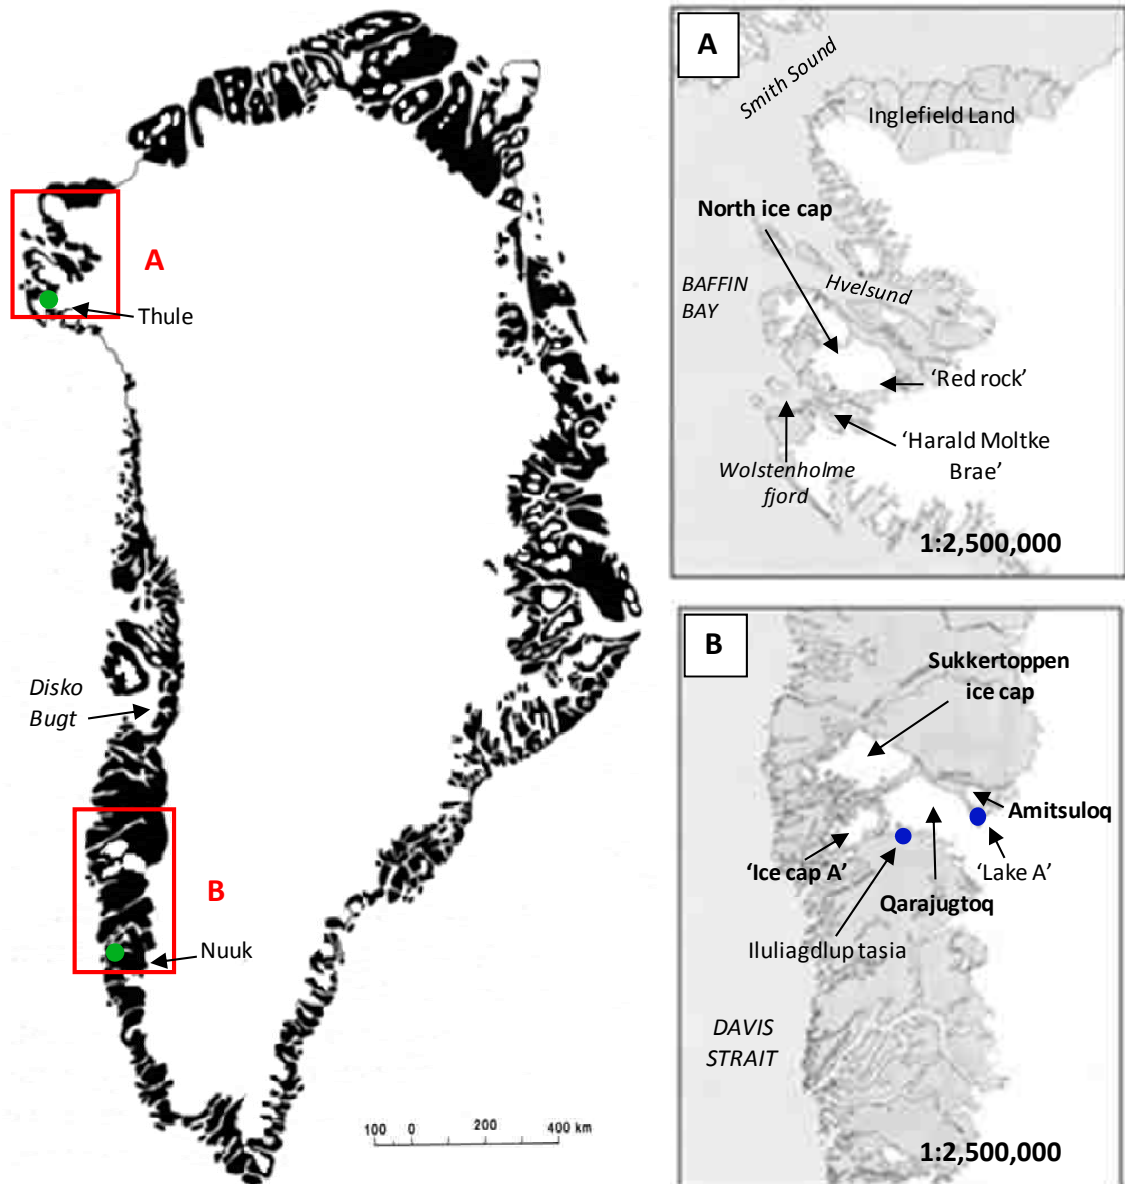 A
Thule
Disko
Bugt
B
Nuuk
100 0 200 400 km
A
Smith Sound
Inglefield Land
North ice cap
BAFFIN
BAY
Hvelsund
‘Red rock’
‘Harald Moltke
Brae’
Wolstenholme
fjord
1:2,500,000
B
Sukkertoppen
ice cap
Amitsuloq
‘Ice cap A’
‘Lake A’
Qarajugtoq
Iluliagdlup tasia
DAVIS
STRAIT
1:2,500,000